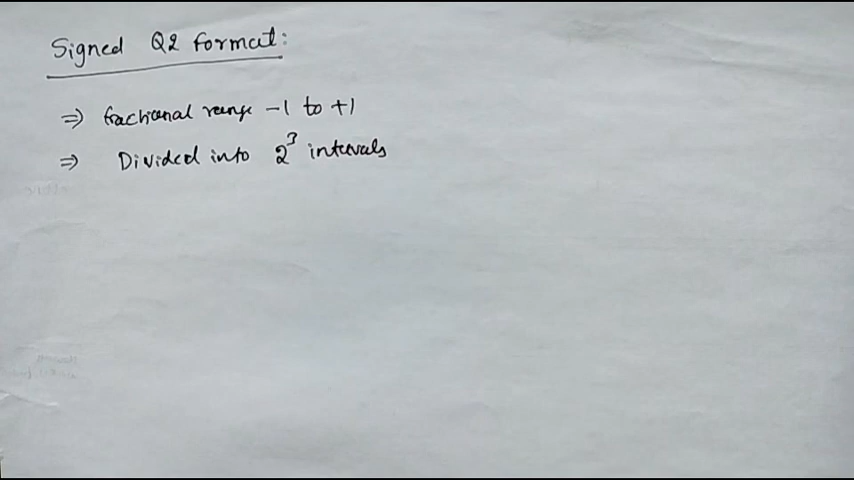 Signed Q2 format:
⇒ fractional range -1 to +1
⇒ Divided into 2³ intervals